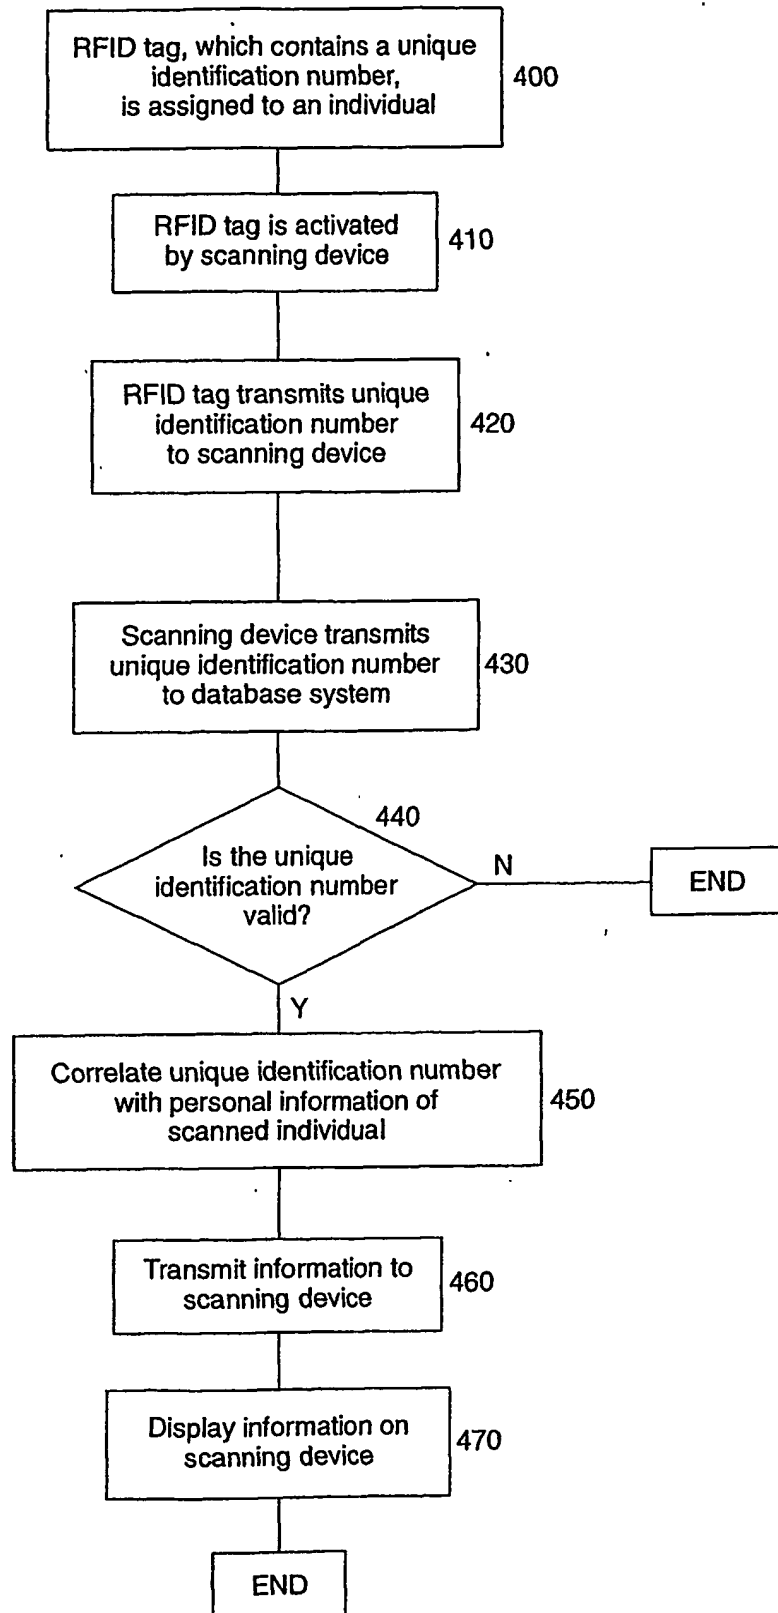 RFID tag, which contains a unique
identification number,
is assigned to an individual
400
RFID tag is activated
by scanning device
410
RFID tag transmits unique
identification number
to scanning device
420
Scanning device transmits
unique identification number
to database system
430
440
Is the unique
identification number
valid?
N
END
Y
Correlate unique identification number
with personal information of
scanned individual
450
Transmit information to
scanning device
460
Display information on
scanning device
470
END